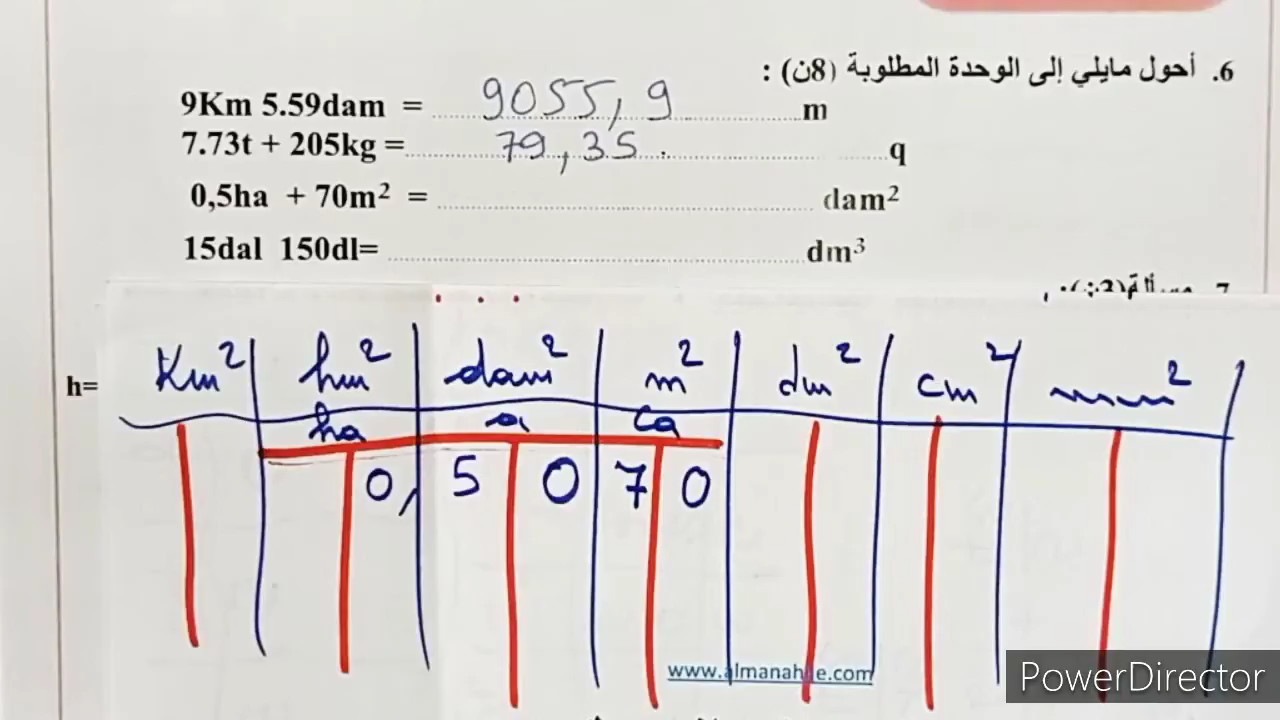 6. أحول مايلي إلى الوحدة المطلوبة (8ن) :
9Km 5.59dam = 9055,9 m
7.73t + 205kg = 79,35 q
0,5ha + 70m² = dam²
15dal 150dl= dm³
h=
Km² hm² dam² m² dm² cm² mm²
ha a ca
0, 5 0 7 0
www.almanahle.com
PowerDirector